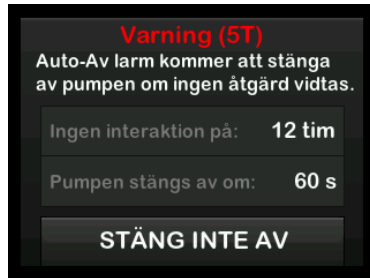 Varning (5T)
Auto-Av larm kommer att stänga
av pumpen om ingen åtgärd vidtas.
Ingen interaktion på: 12 tim
Pumpen stängs av om: 60 s
STÄNG INTE AV